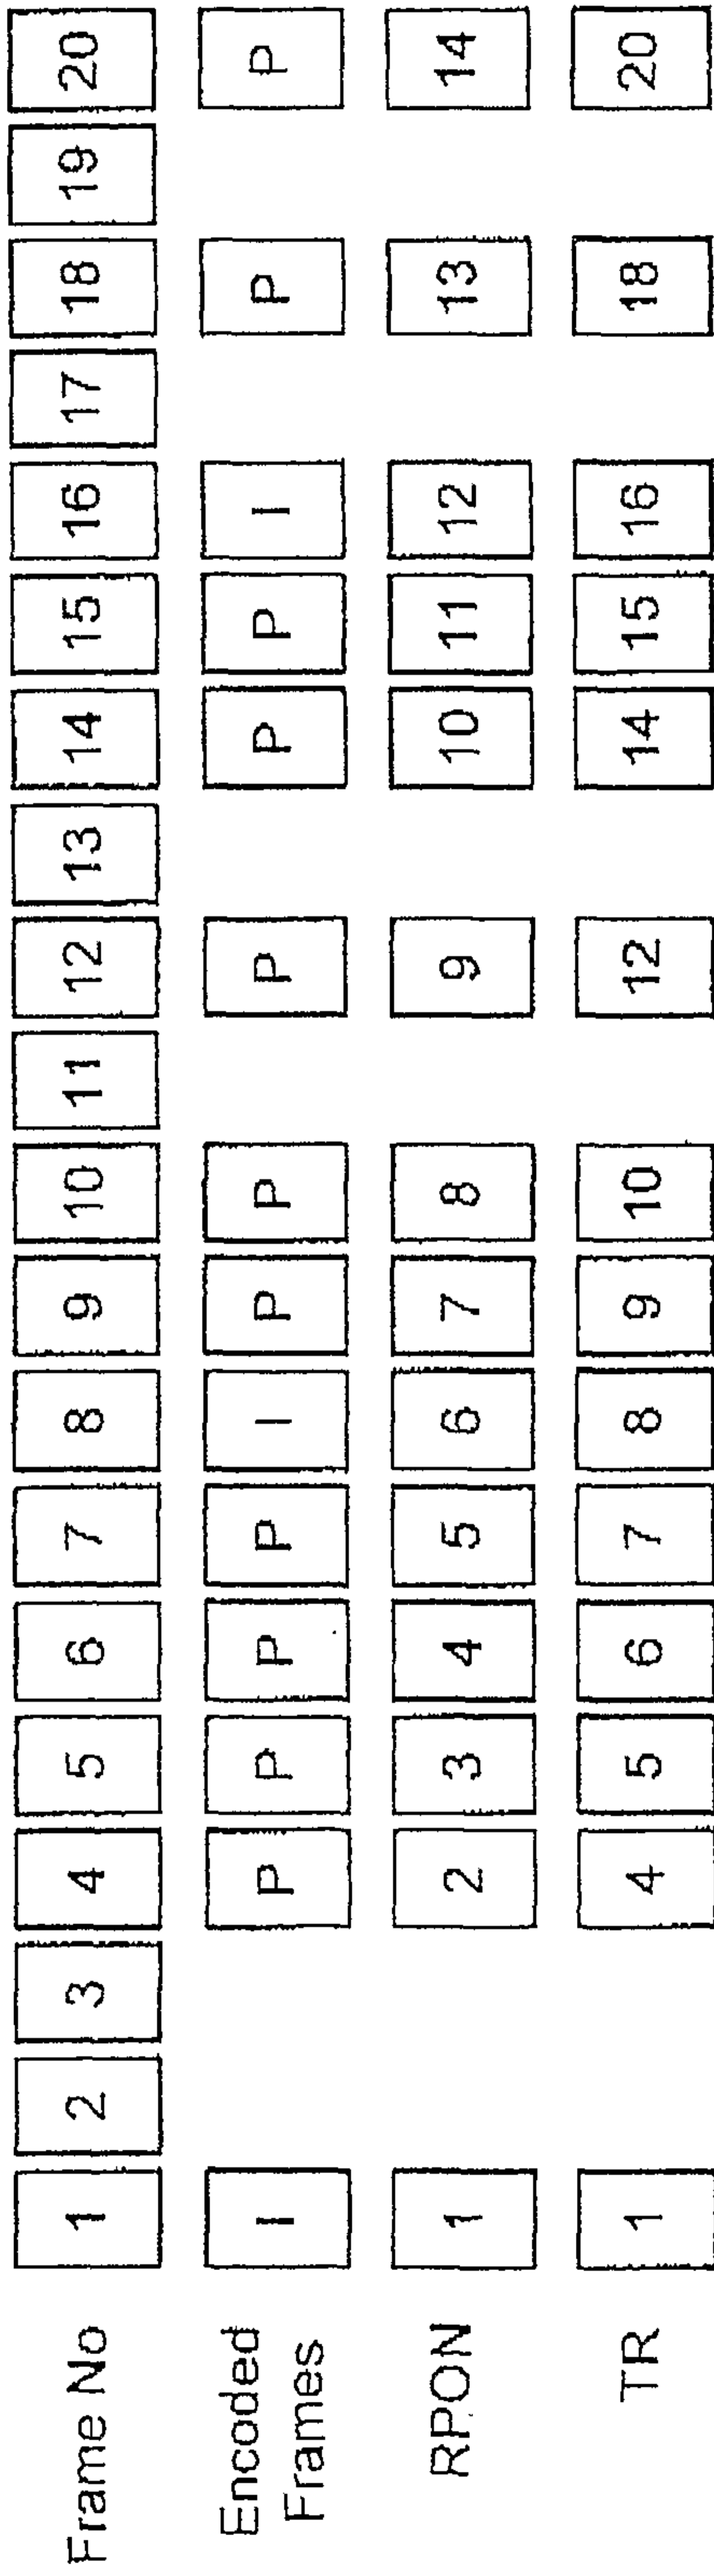 Frame No 1 2 3 4 5 6 7 8 9 10 11 12 13 14 15 16 17 18 19 20
Encoded
Frames I P P P P I P P P P P I P P
RPON 1 2 3 4 5 6 7 8 9 10 11 12 13 14
TR 1 4 5 6 7 8 9 10 12 14 15 16 18 20